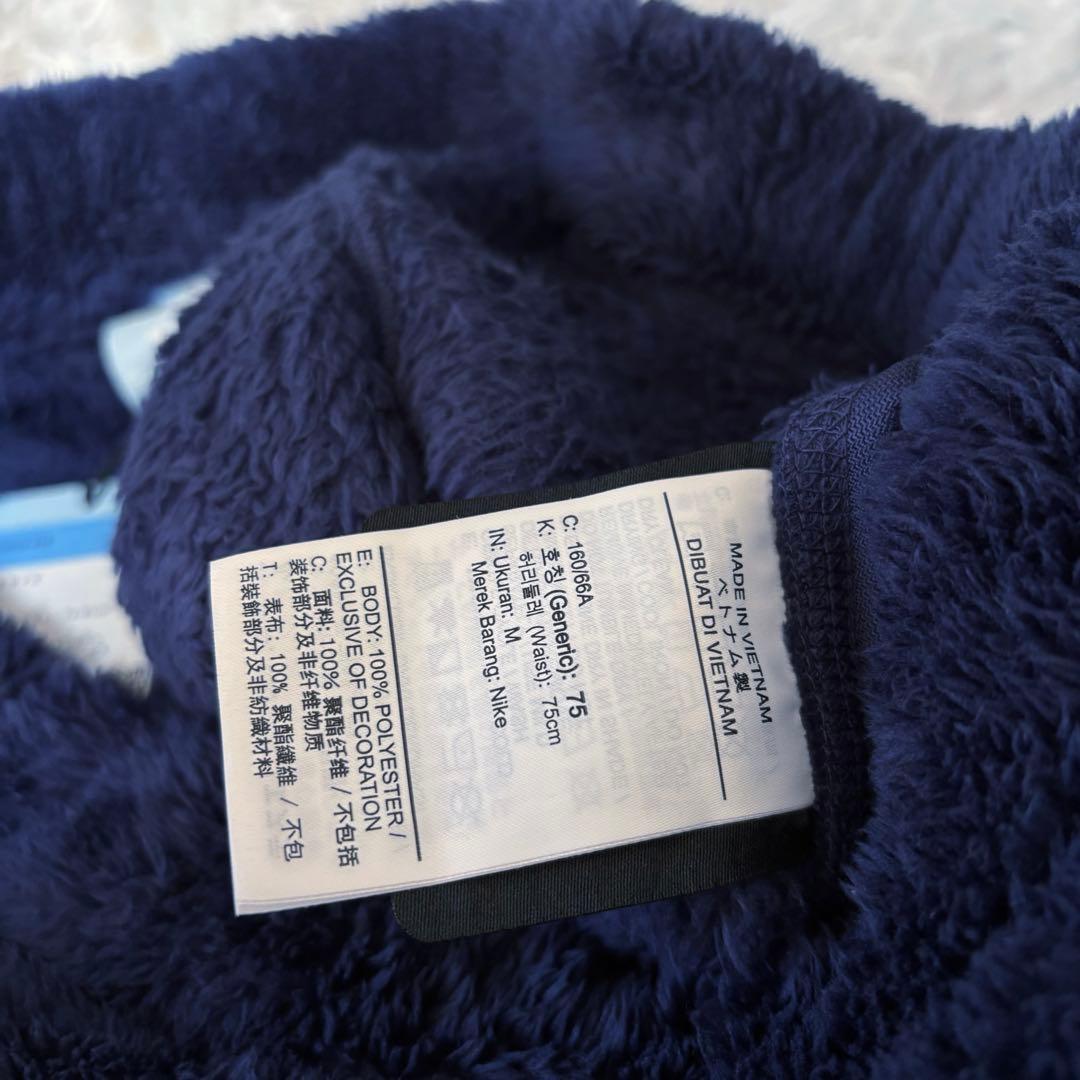 MADE IN VIETNAM
ベトナム製
DIBUAT DI VIETNAM
C: 160/66A
K: 호칭 (Generic): 75
허리둘레 (Waist): 75cm
IN: Ukuran: M
Merek Barang: Nike
E: BODY: 100% POLYESTER /
EXCLUSIVE OF DECORATION
C: 面料: 100% 聚酯纤维 / 不包括
装饰部分及非纤维物质
T: 表布: 100% 聚酯纖維 / 不包
括裝飾部分及非紡織材料